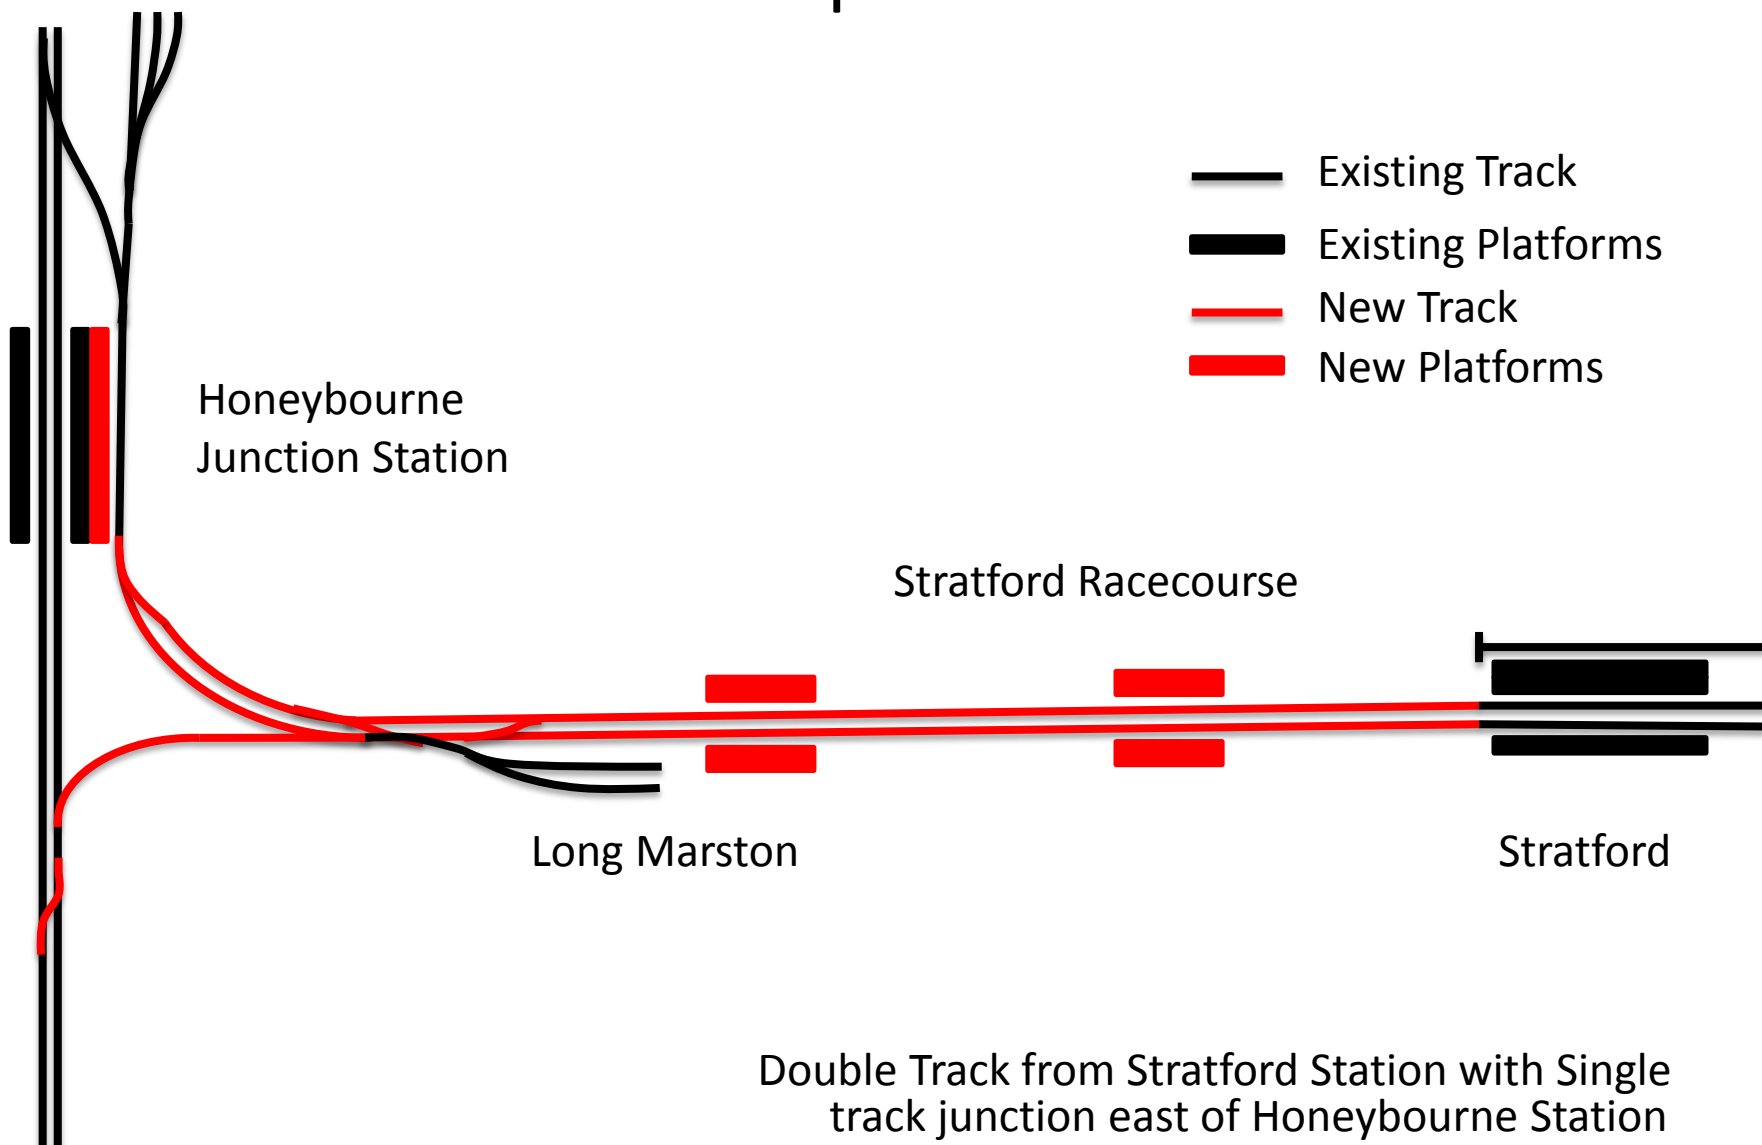 Existing Track
Existing Platforms
New Track
New Platforms
Honeybourne
Junction Station
Stratford Racecourse
Long Marston
Stratford
Double Track from Stratford Station with Single
track junction east of Honeybourne Station